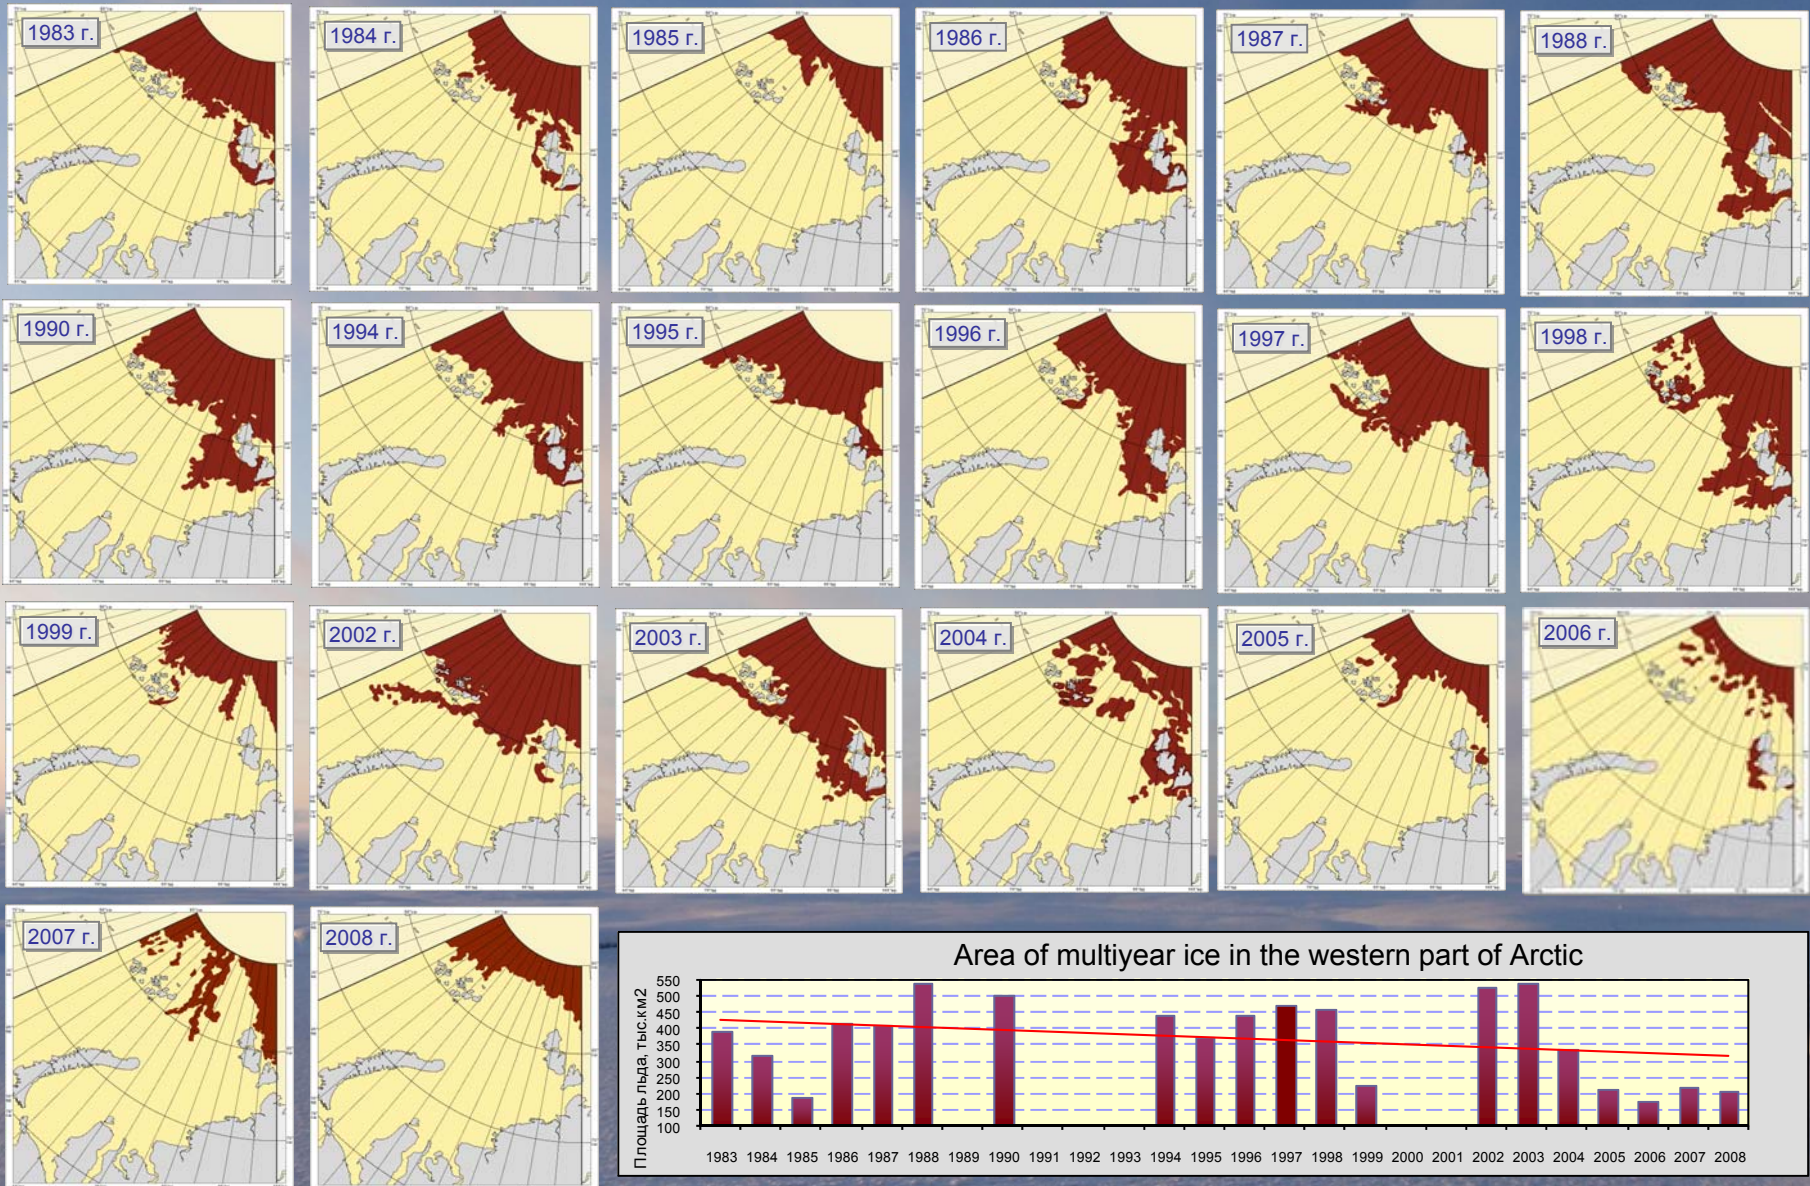 1983 г.
1984 г.
1985 г.
1986 г.
1987 г.
1988 г.
1990 г.
1994 г.
1995 г.
1996 г.
1997 г.
1998 г.
1999 г.
2002 г.
2003 г.
2004 г.
2005 г.
2006 г.
2007 г.
2008 г.
Area of multiyear ice in the western part of Arctic
Площадь льда, тыс.км2
550
500
450
400
350
300
250
200
150
100
1983 1984 1985 1986 1987 1988 1989 1990 1991 1992 1993 1994 1995 1996 1997 1998 1999 2000 2001 2002 2003 2004 2005 2006 2007 2008